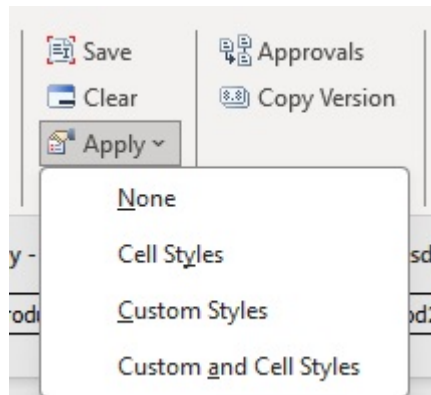 Save
Clear
Apply
Approvals
Copy Version
None
Cell Styles
Custom Styles
Custom and Cell Styles